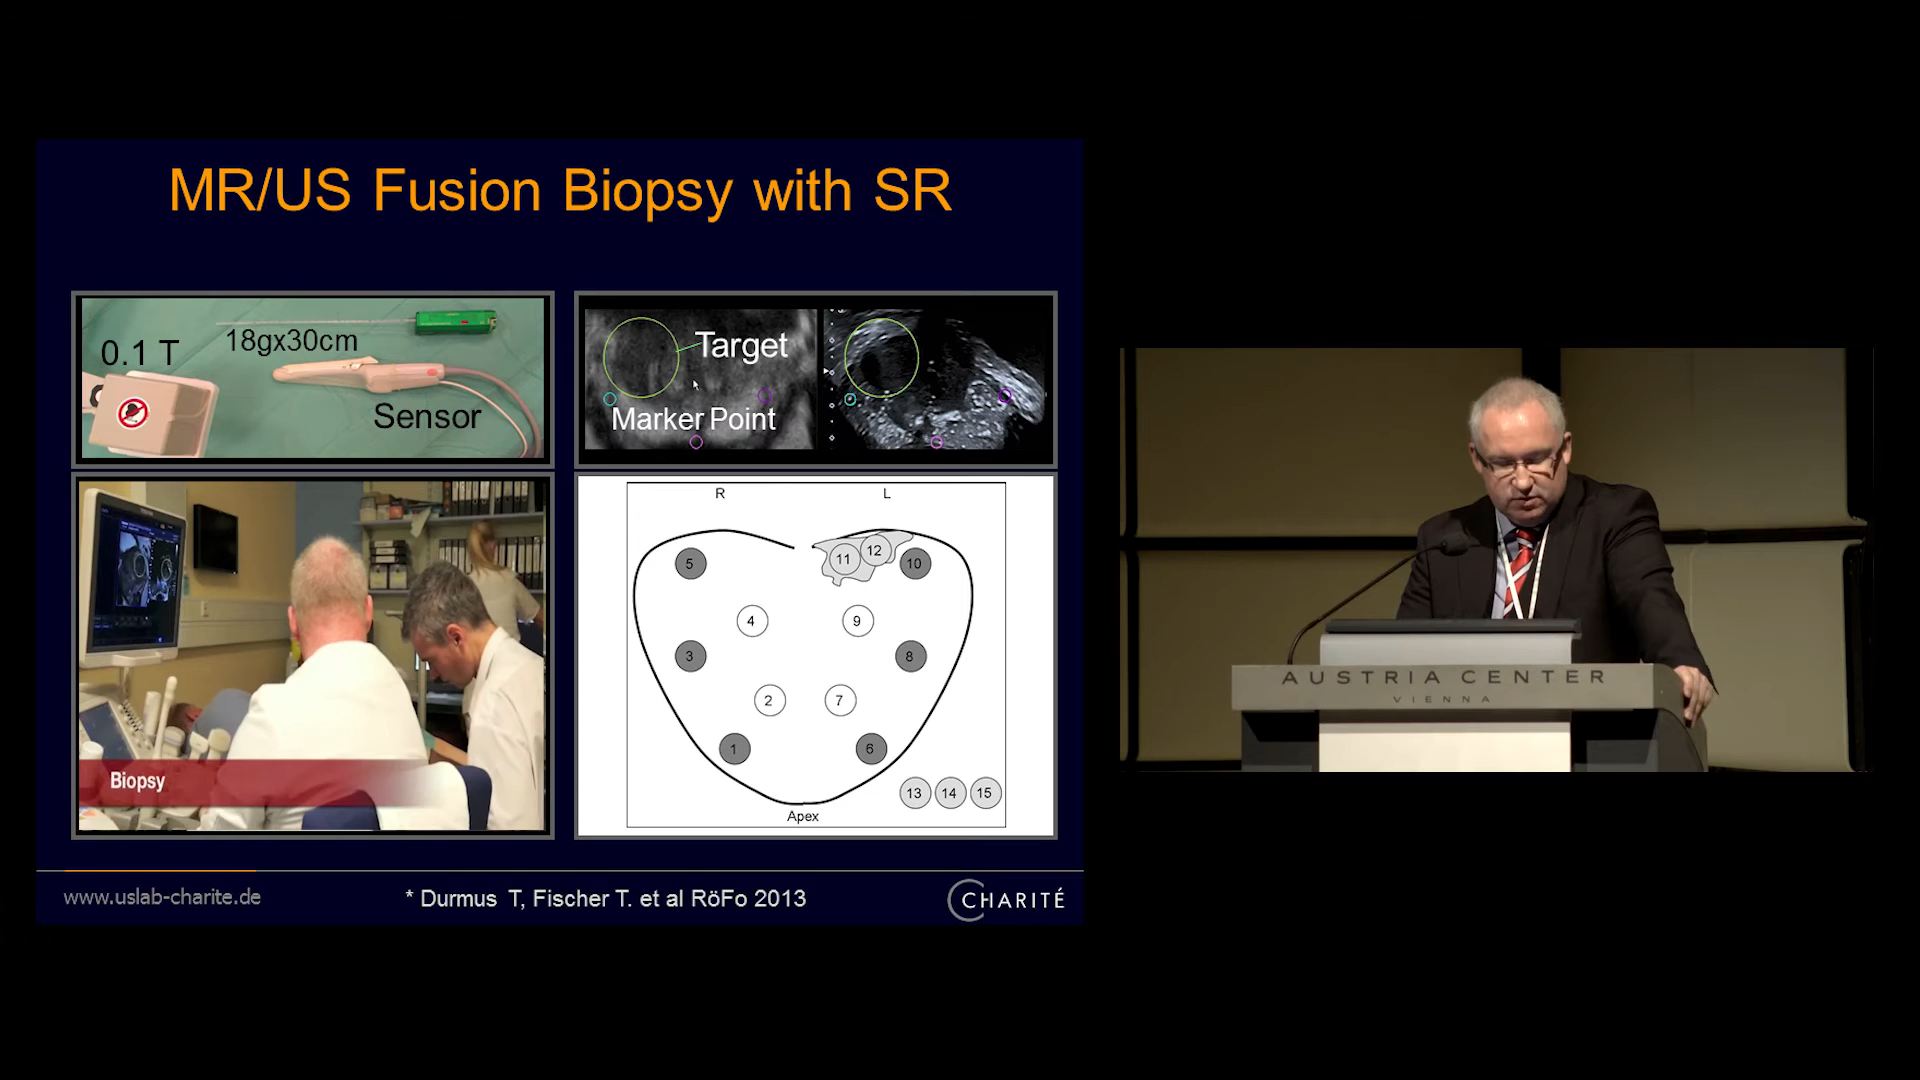 MR/US Fusion Biopsy with SR
0.1 T
18gx30cm
Sensor
Target
Marker Point
Biopsy
R
L
5
11
12
10
4
9
3
8
2
7
1
6
13
14
15
Apex
www.uslab-charite.de
* Durmus T, Fischer T. et al RöFo 2013
CHARITÉ
AUSTRIA CENTER
VIENNA